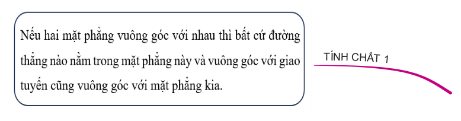 Nếu hai mặt phẳng vuông góc với nhau thì bất cứ đường
thẳng nào nằm trong mặt phẳng này và vuông góc với giao
tuyến cũng vuông góc với mặt phẳng kia.
TÍNH CHẤT 1